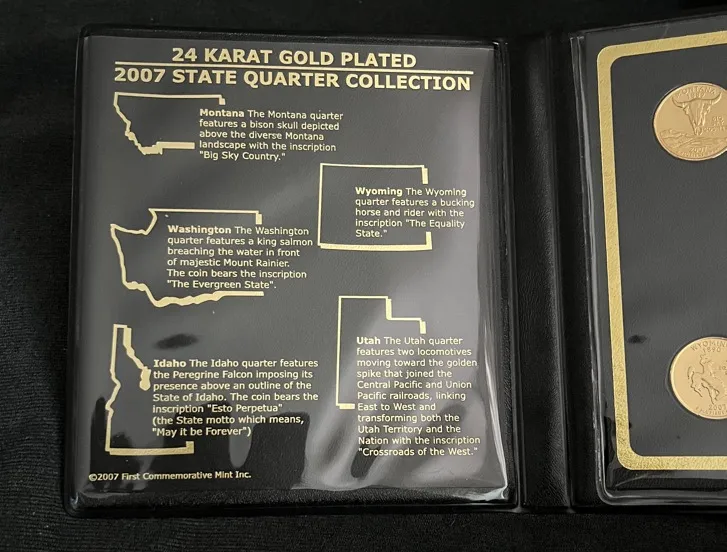 24 KARAT GOLD PLATED
2007 STATE QUARTER COLLECTION
Montana The Montana quarter
features a bison skull depicted
above the diverse Montana
landscape with the inscription
"Big Sky Country."
Wyoming The Wyoming
quarter features a bucking
horse and rider with the
inscription "The Equality
State."
Washington The Washington
quarter features a king salmon
breaching the water in front
of majestic Mount Rainier.
The coin bears the inscription
"The Evergreen State".
Idaho The Idaho quarter features
the Peregrine Falcon imposing its
presence above an outline of the
State of Idaho. The coin bears the
inscription "Esto Perpetua"
(the State motto which means,
"May it be Forever")
Utah The Utah quarter
features two locomotives
moving toward the golden
spike that joined the
Central Pacific and Union
Pacific railroads, linking
East to West and
transforming both the
Utah Territory and the
Nation with the inscription
"Crossroads of the West."
©2007 First Commemorative Mint Inc.
MONTANA